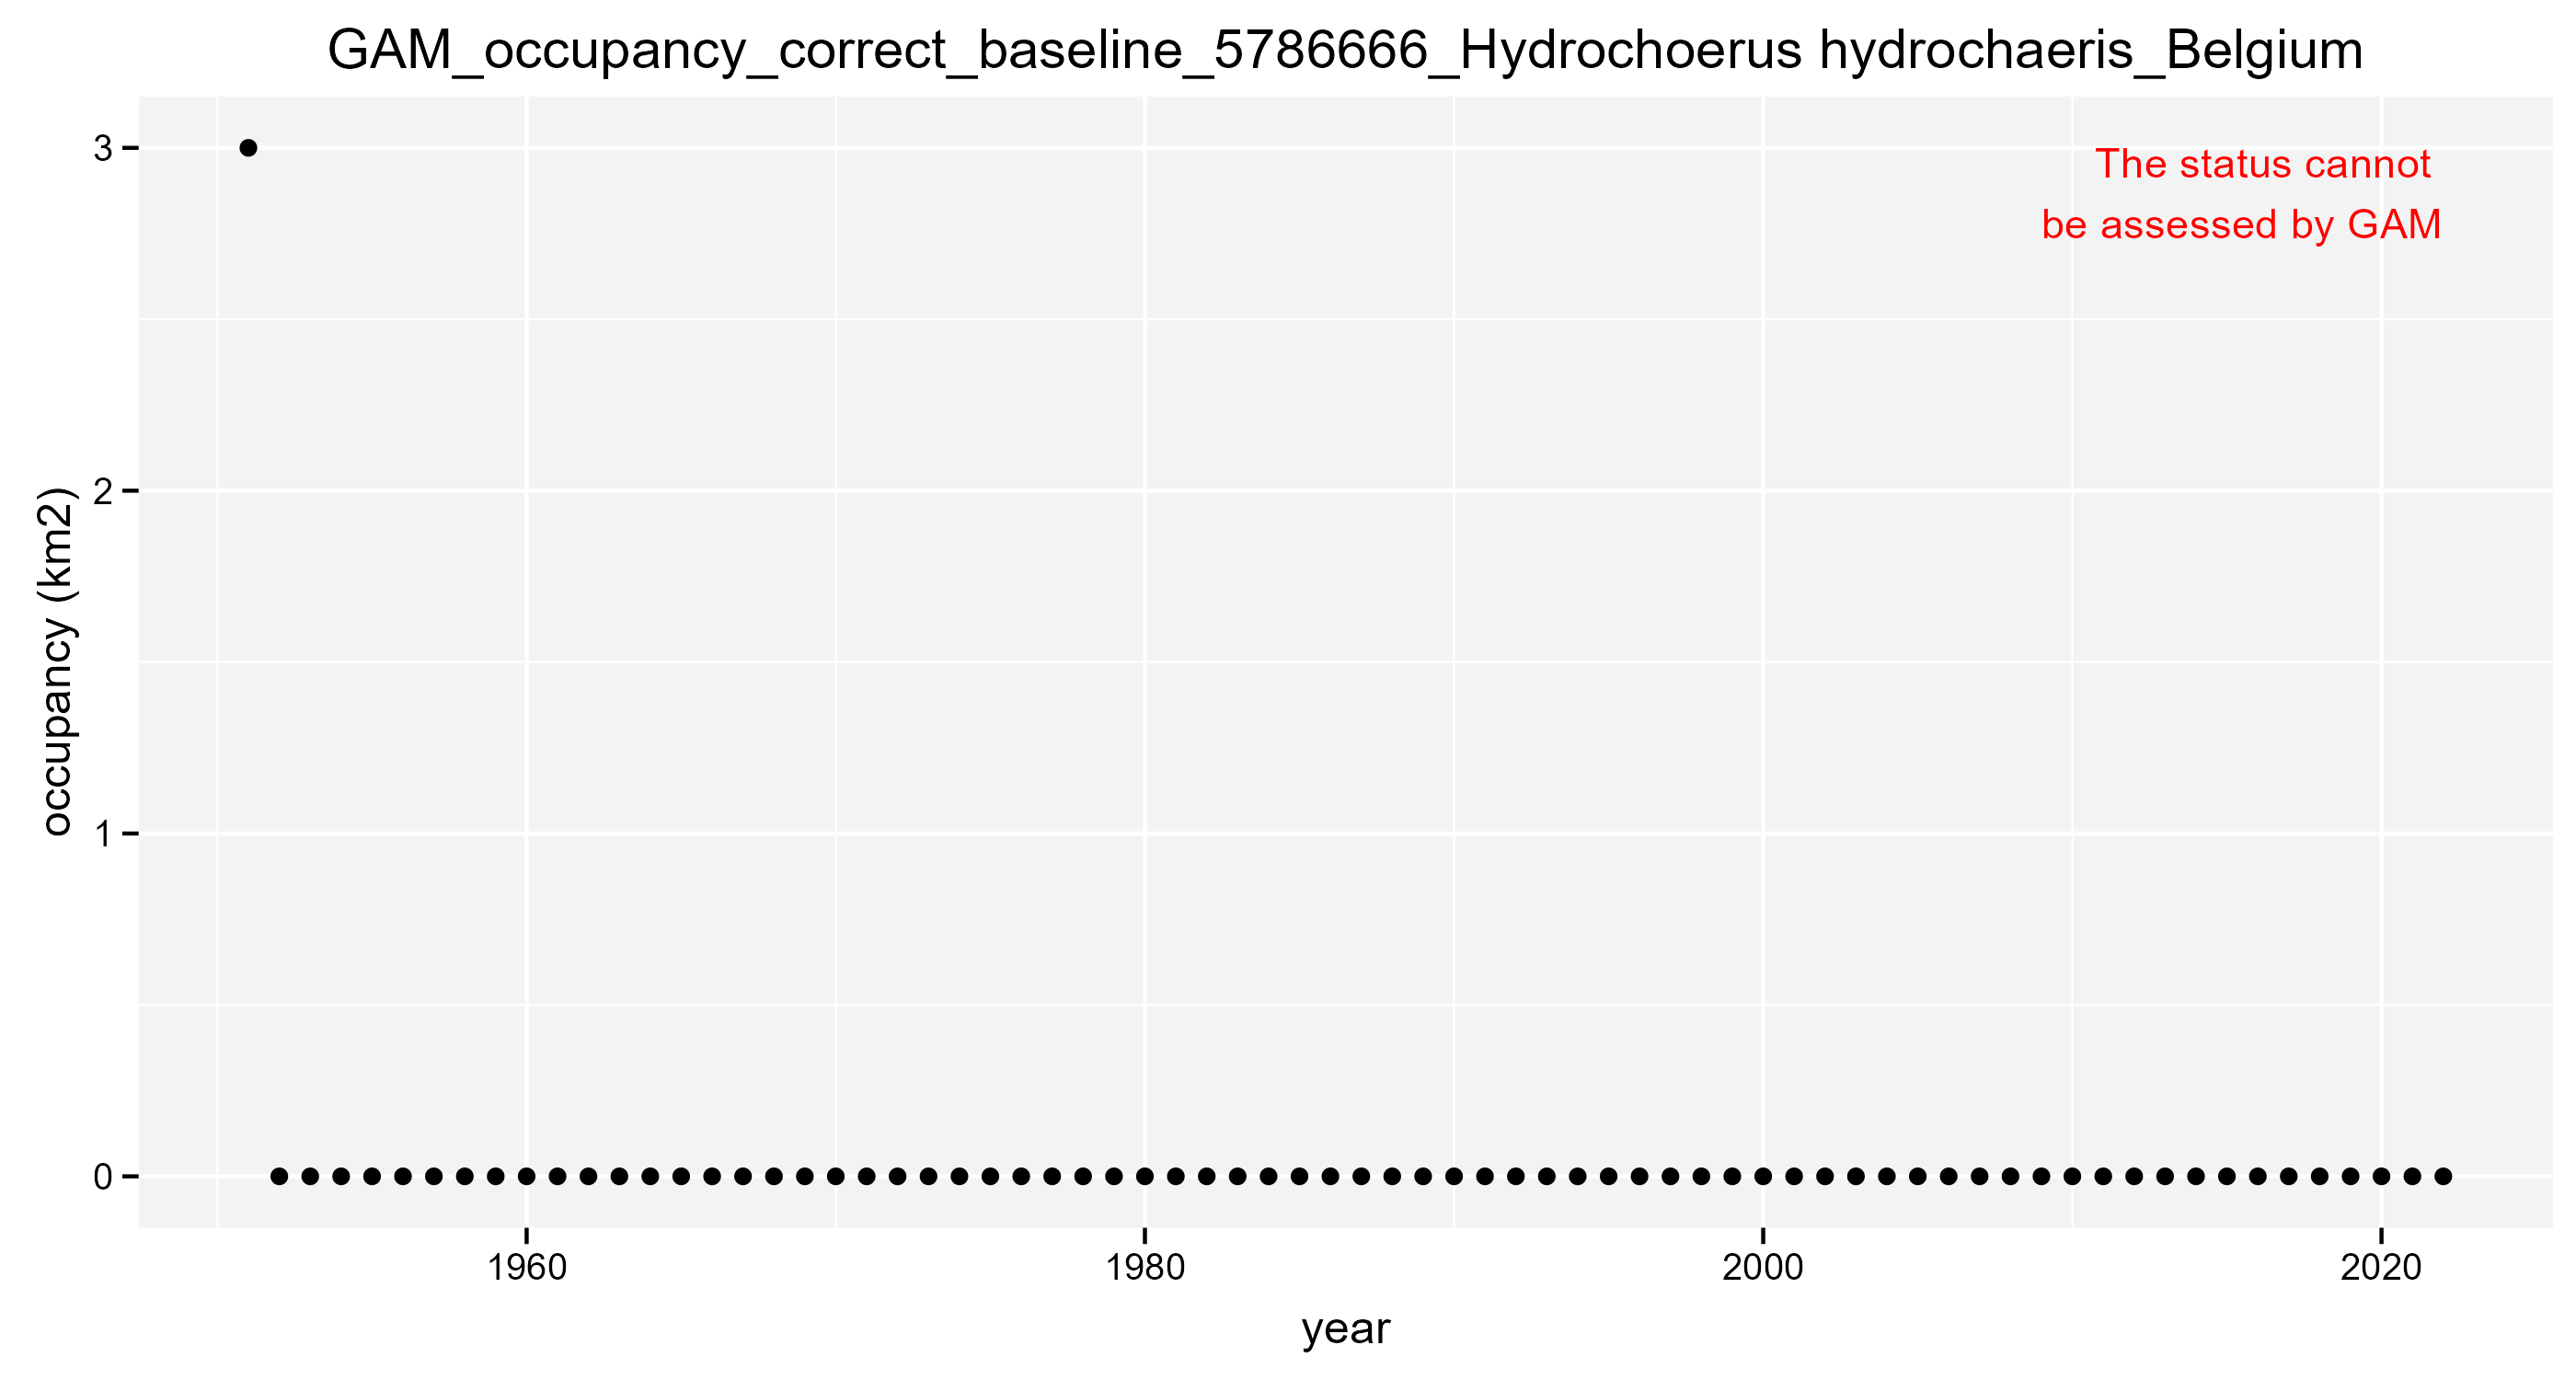 GAM_occupancy_correct_baseline_5786666_Hydrochoerus hydrochaeris_Belgium
The status cannot
be assessed by GAM
occupancy (km2)
3
2
1
0
1960 1980 2000 2020
year